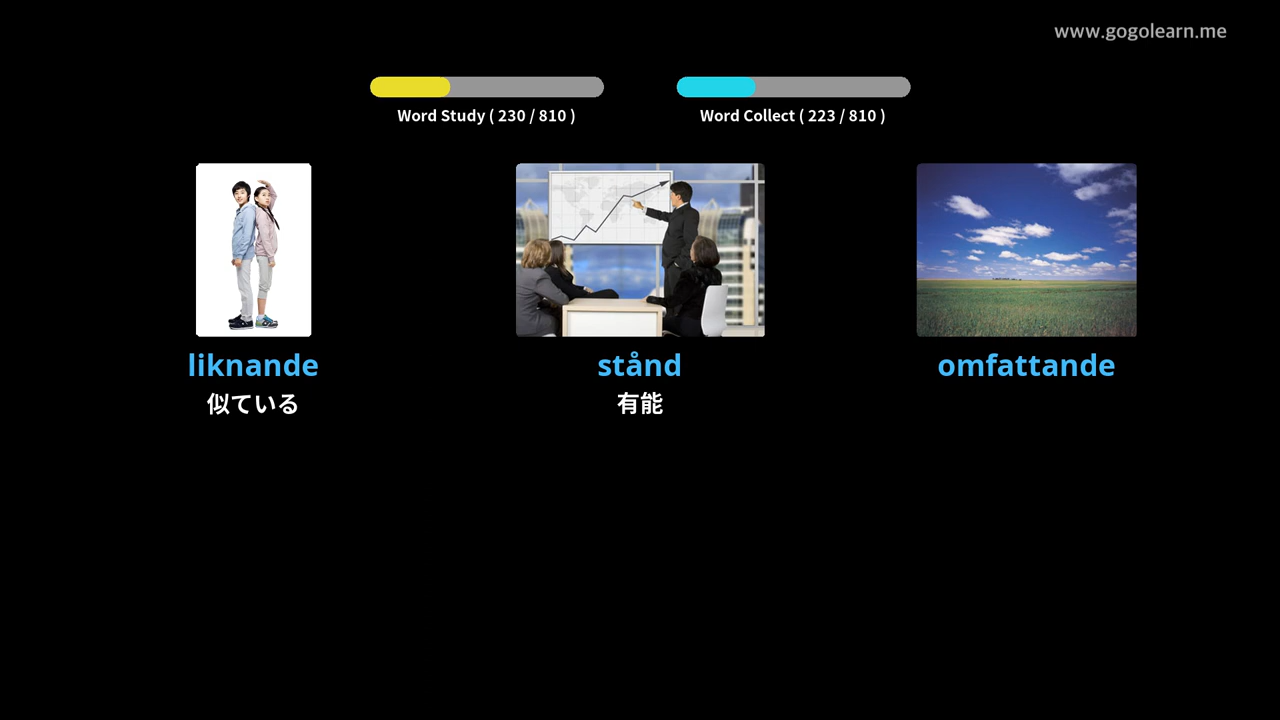 www.gogolearn.me
Word Study ( 230 / 810 )
Word Collect ( 223 / 810 )
liknande
似ている
stånd
有能
omfattande